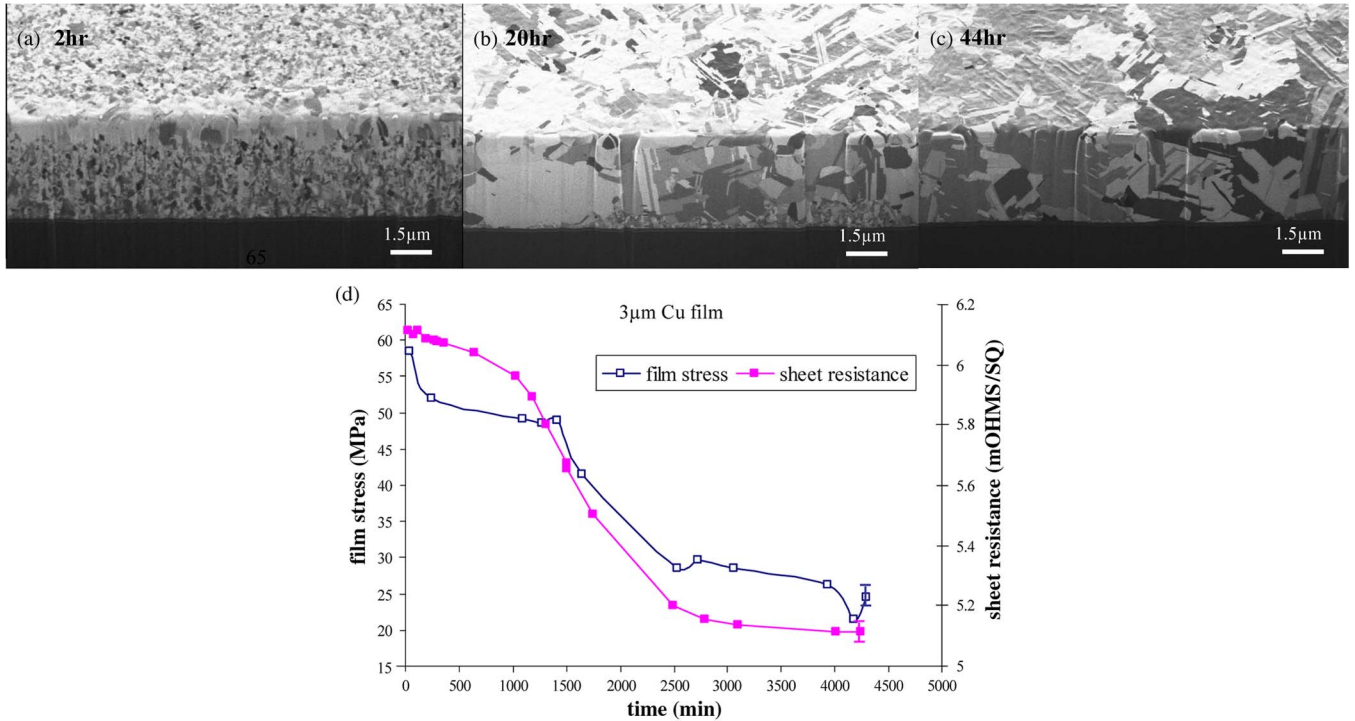 (a) 2hr
(b) 20hr
(c) 44hr
1.5µm
1.5µm
1.5µm
65
(d)
3µm Cu film
film stress
sheet resistance
film stress (MPa)
65
60
55
50
45
40
35
30
25
20
15
sheet resistance (mOHMS/SQ)
6.2
6
5.8
5.6
5.4
5.2
5
0 500 1000 1500 2000 2500 3000 3500 4000 4500 5000
time (min)